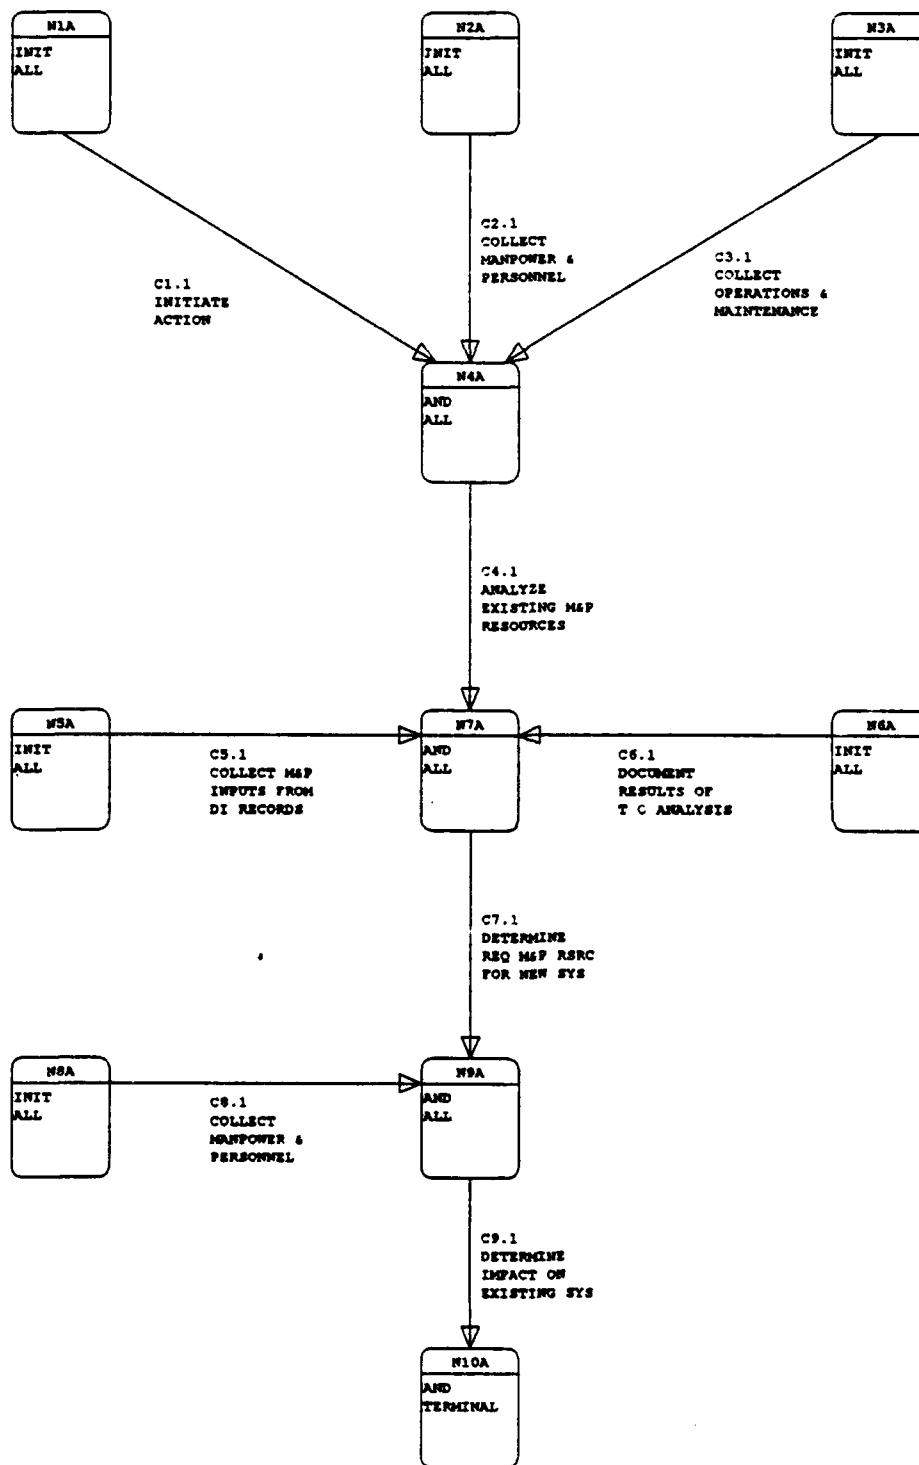 N1A
INIT
ALL
N2A
INIT
ALL
N3A
INIT
ALL
C1.1
INITIATE
ACTION
C2.1
COLLECT
MANPOWER &
PERSONNEL
C3.1
COLLECT
OPERATIONS &
MAINTENANCE
N4A
AND
ALL
C4.1
ANALYZE
EXISTING M&P
RESOURCES
N5A
INIT
ALL
C5.1
COLLECT M&P
INPUTS FROM
DI RECORDS
N7A
AND
ALL
C6.1
DOCUMENT
RESULTS OF
T C ANALYSIS
N6A
INIT
ALL
C7.1
DETERMINE
REQ M&P RSRC
FOR NEW SYS
N8A
INIT
ALL
C8.1
COLLECT
MANPOWER &
PERSONNEL
N9A
AND
ALL
C9.1
DETERMINE
IMPACT ON
EXISTING SYS
N10A
AND
TERMINAL